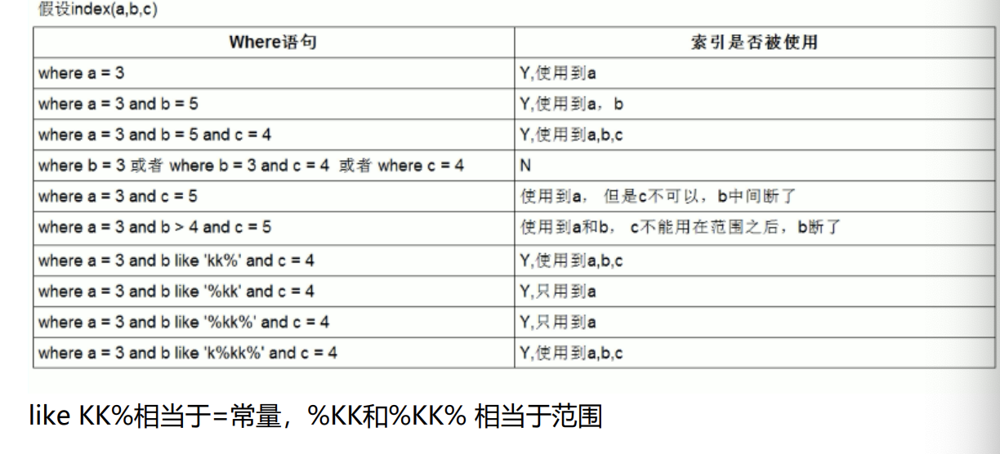 假设index(a,b,c)
Where语句 索引是否被使用
where a = 3 Y,使用到a
where a = 3 and b = 5 Y,使用到a，b
where a = 3 and b = 5 and c = 4 Y,使用到a,b,c
where b = 3 或者 where b = 3 and c = 4 或者 where c = 4 N
where a = 3 and c = 5 使用到a， 但是c不可以，b中间断了
where a = 3 and b > 4 and c = 5 使用到a和b， c不能用在范围之后，b断了
where a = 3 and b like 'kk%' and c = 4 Y,使用到a,b,c
where a = 3 and b like '%kk' and c = 4 Y,只用到a
where a = 3 and b like '%kk%' and c = 4 Y,只用到a
where a = 3 and b like 'k%kk%' and c = 4 Y,使用到a,b,c
like KK%相当于=常量，%KK和%KK% 相当于范围